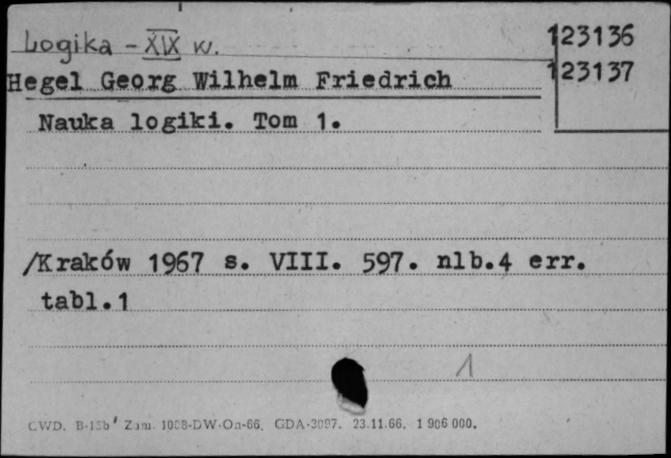 Logika - XIX w.
123136
Hegel Georg Wilhelm Friedrich
123137
Nauka logiki. Tom 1.
/Kraków 1967 s. VIII. 597. nlb.4 err.
tabl.1
1
CWD. B-15b Zam. 1008-DW-On-66. GDA-3097. 23.11.66. 1 906 000.